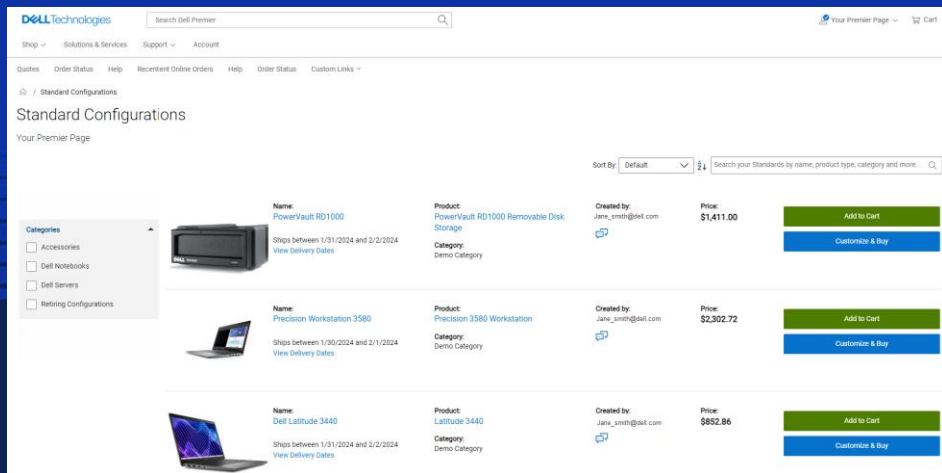 DELLTechnologies
Search Dell Premier
Your Premier Page
Cart
Shop
Solutions & Services
Support
Account
Quotes
Order Status
Help
Recentent Online Orders
Help
Order Status
Custom Links
/ Standard Configurations
Standard Configurations
Your Premier Page
Sort By:
Default
Search your Standards by name, product type, category and more.
Categories
Accessories
Dell Notebooks
Dell Servers
Retiring Configurations
DELL
Name:
PowerVault RD1000
Ships between 1/31/2024 and 2/2/2024
View Delivery Dates
Product:
PowerVault RD1000 Removable Disk
Storage
Category:
Demo Category
Created by:
Jane_smith@dell.com
Price:
$1,411.00
Add to Cart
Customize & Buy
Name:
Precision Workstation 3580
Ships between 1/30/2024 and 2/1/2024
View Delivery Dates
Product:
Precision 3580 Workstation
Category:
Demo Category
Created by:
Jane_smith@dell.com
Price:
$2,302.72
Add to Cart
Customize & Buy
Name:
Dell Latitude 3440
Ships between 1/31/2024 and 2/2/2024
View Delivery Dates
Product:
Latitude 3440
Category:
Demo Category
Created by:
Jane_smith@dell.com
Price:
$852.86
Add to Cart
Customize & Buy